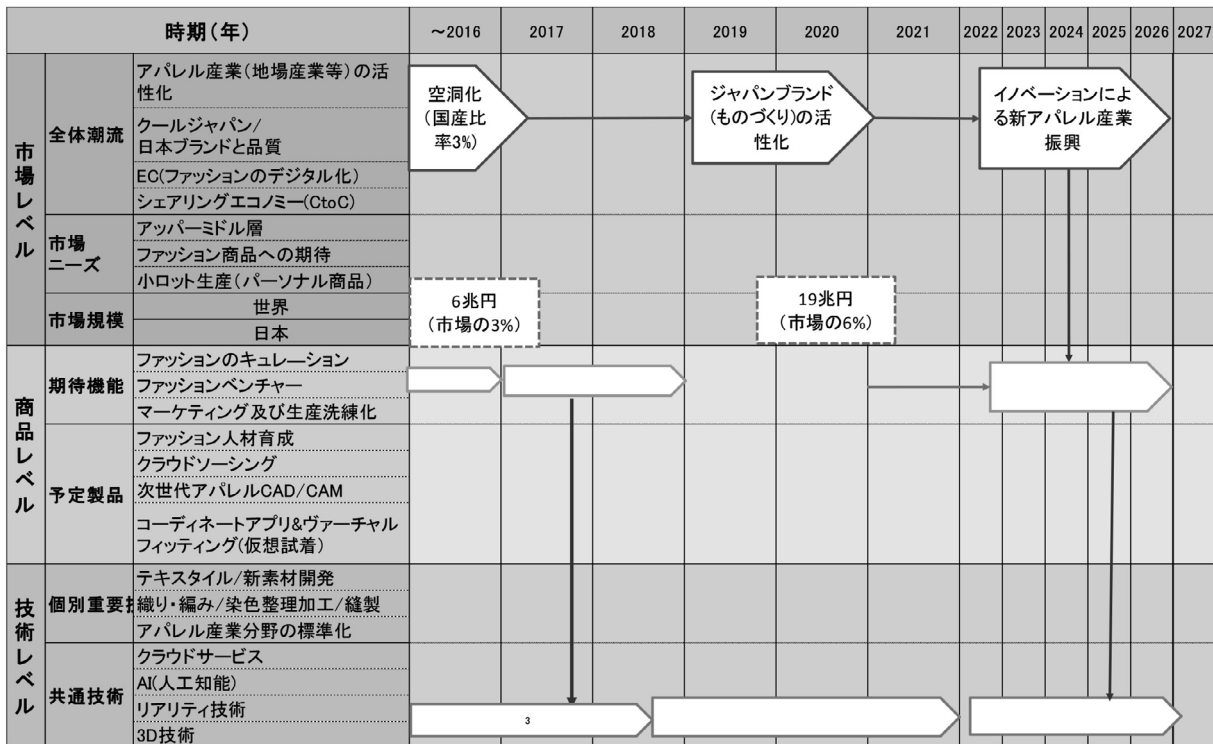 時期（年）
～2016
2017
2018
2019
2020
2021
2022
2023
2024
2025
2026
2027
市場レベル
全体潮流
アパレル産業（地場産業等）の活
性化
クールジャパン/
日本ブランドと品質
EC(ファッションのデジタル化）
シェアリングエコノミー(CtoC)
空洞化
（国産比
率3%）
ジャパンブランド
（ものづくり）の活
性化
イノベーションによ
る新アパレル産業
振興
市場
ニーズ
アッパーミドル層
ファッション商品への期待
小ロット生産（パーソナル商品）
市場規模
世界
日本
6兆円
（市場の3%）
19兆円
（市場の6%）
商品レベル
期待機能
ファッションのキュレーション
ファッションベンチャー
マーケティング及び生産洗練化
予定製品
ファッション人材育成
クラウドソーシング
次世代アパレルCAD/CAM
コーディネートアプリ&ヴァーチャル
フィッティング(仮想試着）
技術レベル
個別重要技
テキスタイル/新素材開発
織り・編み/染色整理加工/縫製
アパレル産業分野の標準化
共通技術
クラウドサービス
AI(人工知能）
リアリティ技術
3D技術
3